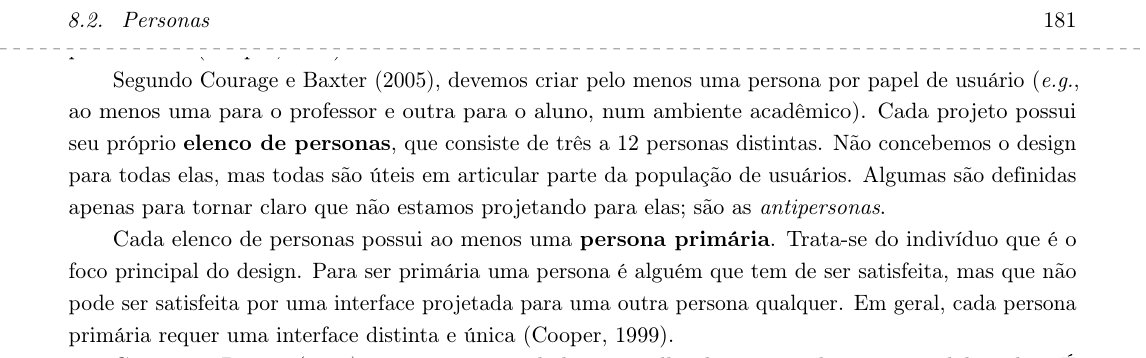 8.2. Personas 181
Segundo Courage e Baxter (2005), devemos criar pelo menos uma persona por papel de usuário (e.g.,
ao menos uma para o professor e outra para o aluno, num ambiente acadêmico). Cada projeto possui
seu próprio elenco de personas, que consiste de três a 12 personas distintas. Não concebemos o design
para todas elas, mas todas são úteis em articular parte da população de usuários. Algumas são definidas
apenas para tornar claro que não estamos projetando para elas; são as antipersonas.
Cada elenco de personas possui ao menos uma persona primária. Trata-se do indivíduo que é o
foco principal do design. Para ser primária uma persona é alguém que tem de ser satisfeita, mas que não
pode ser satisfeita por uma interface projetada para uma outra persona qualquer. Em geral, cada persona
primária requer uma interface distinta e única (Cooper, 1999).